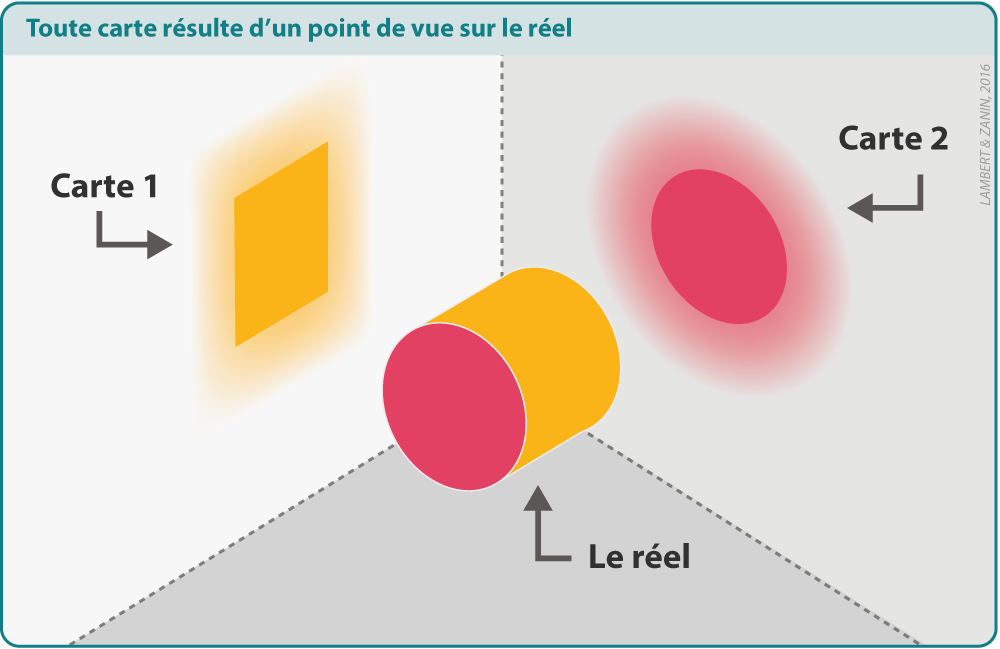 Toute carte résulte d’un point de vue sur le réel
LAMBERT & ZANIN, 2016
Carte 1
Carte 2
Le réel